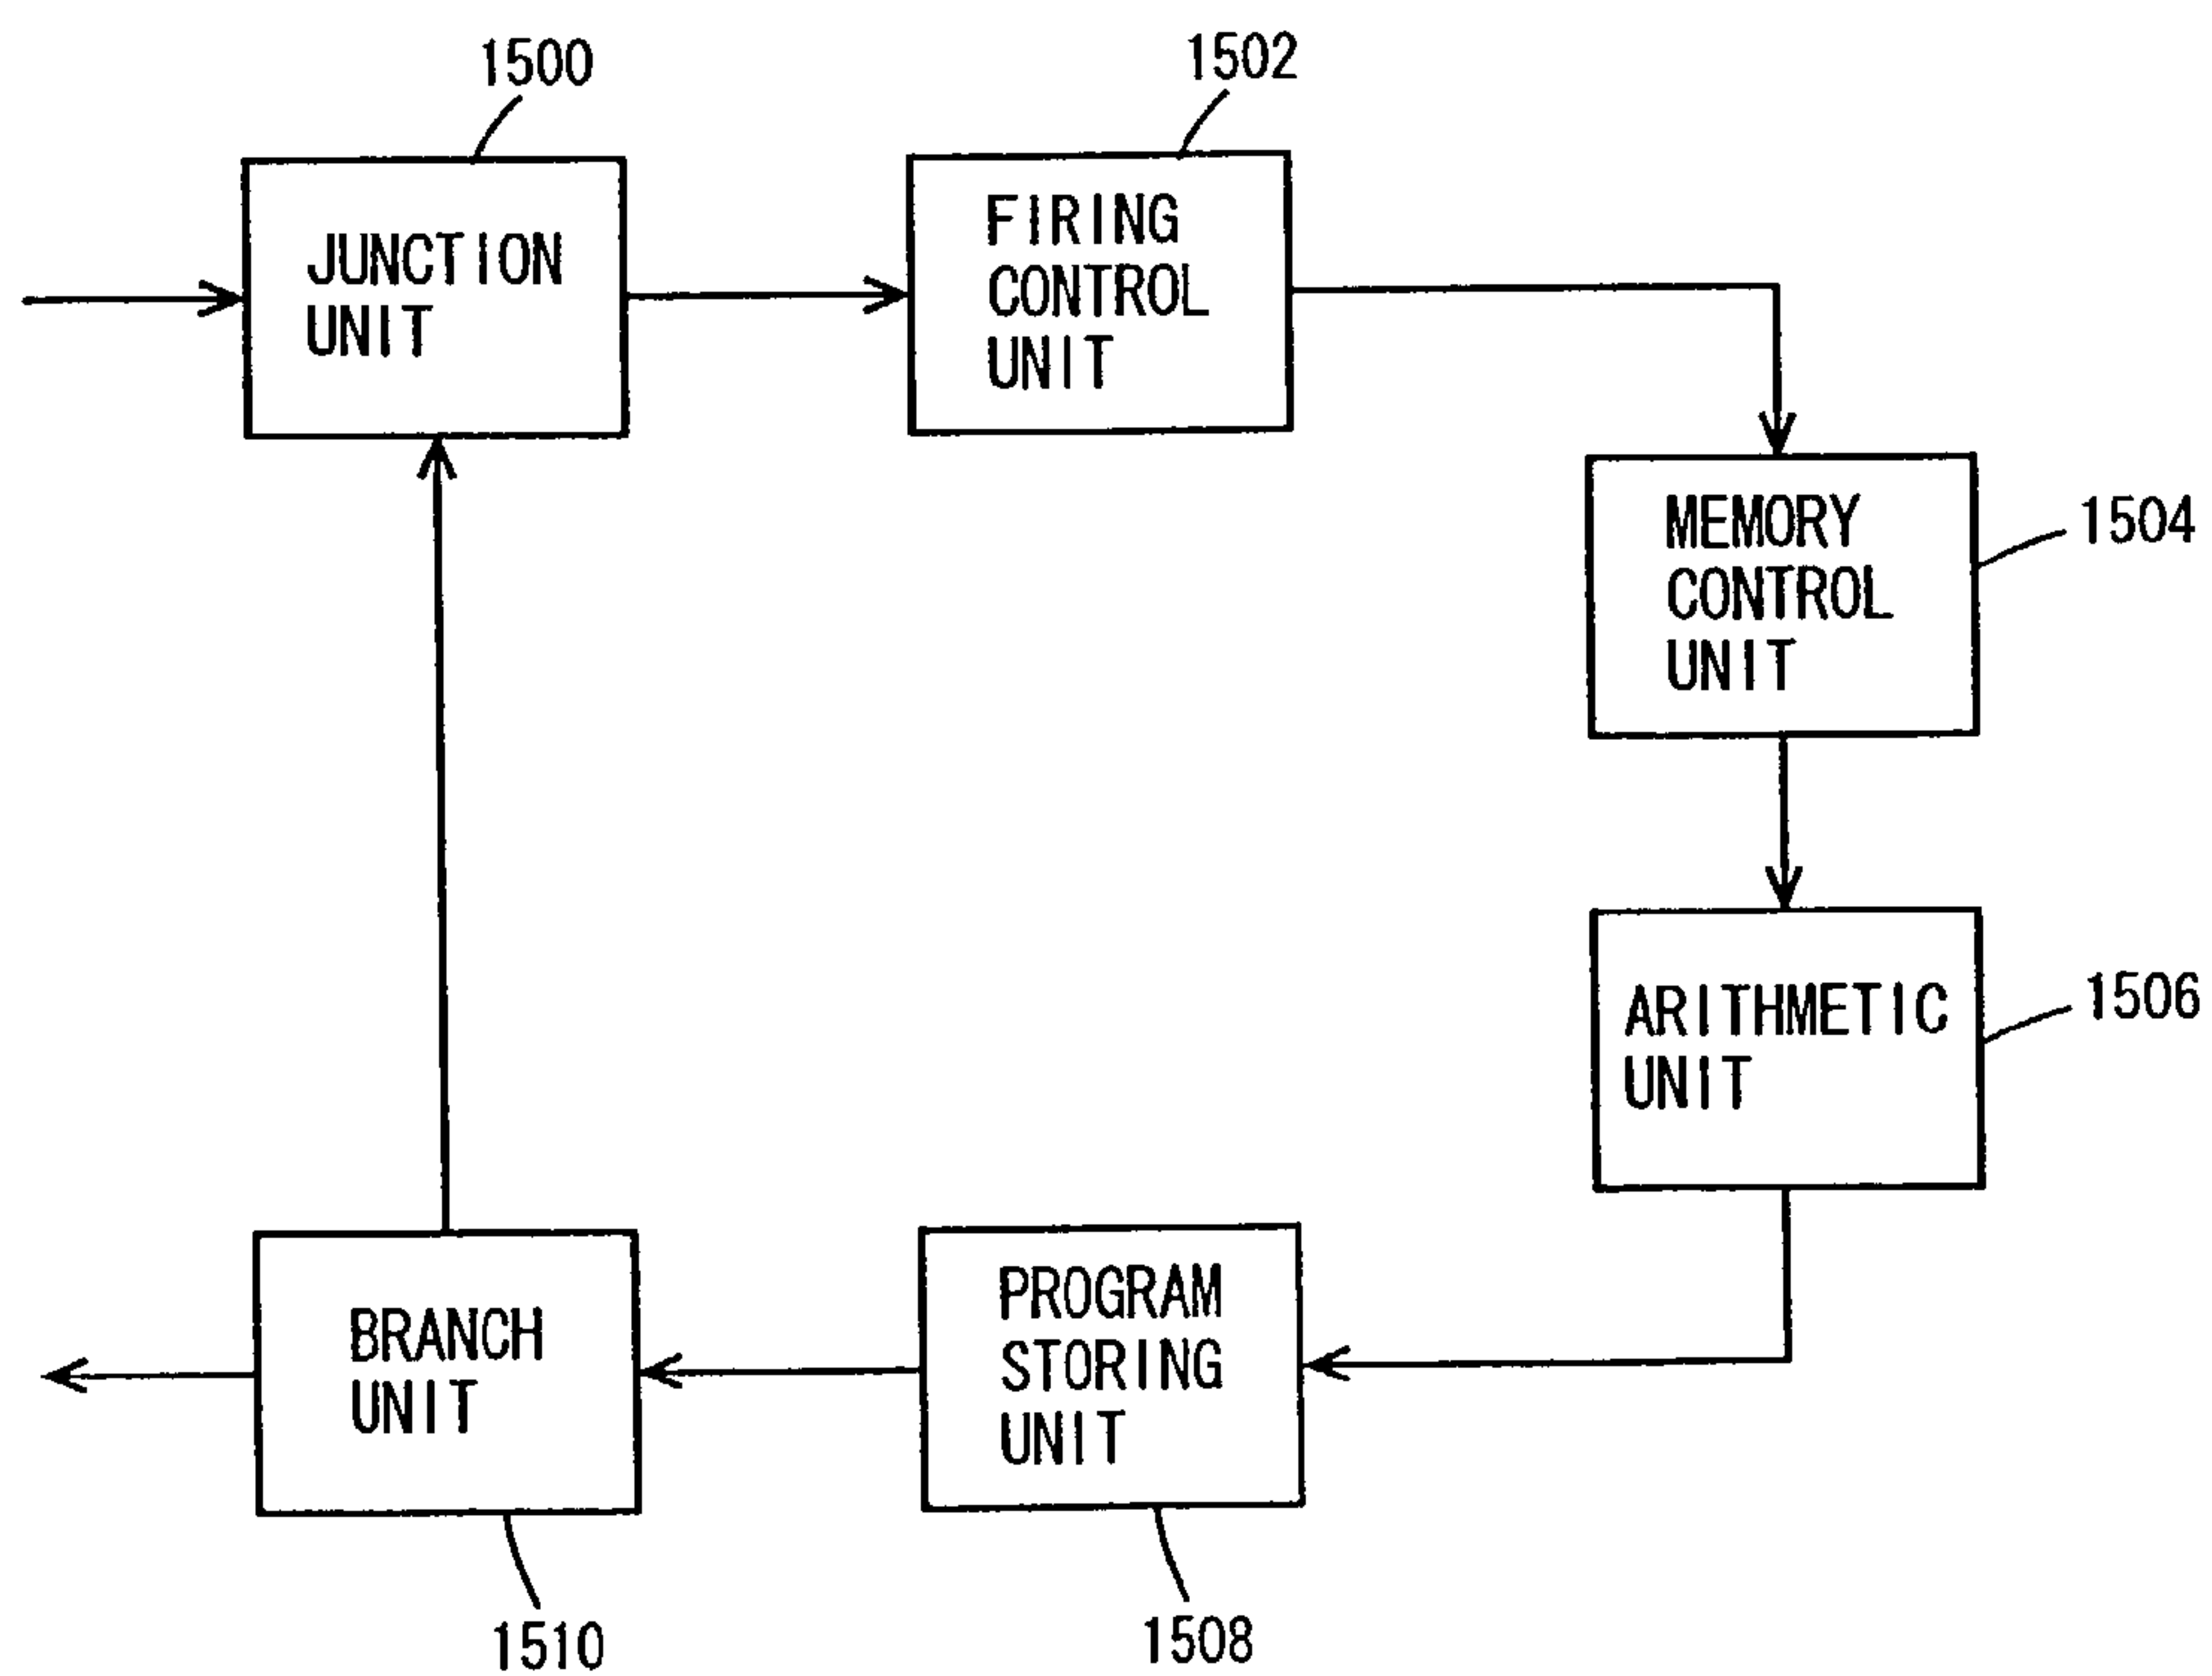 1500
1502
JUNCTION
UNIT
FIRING
CONTROL
UNIT
MEMORY
CONTROL
UNIT
1504
ARITHMETIC
UNIT
1506
BRANCH
UNIT
PROGRAM
STORING
UNIT
1510
1508